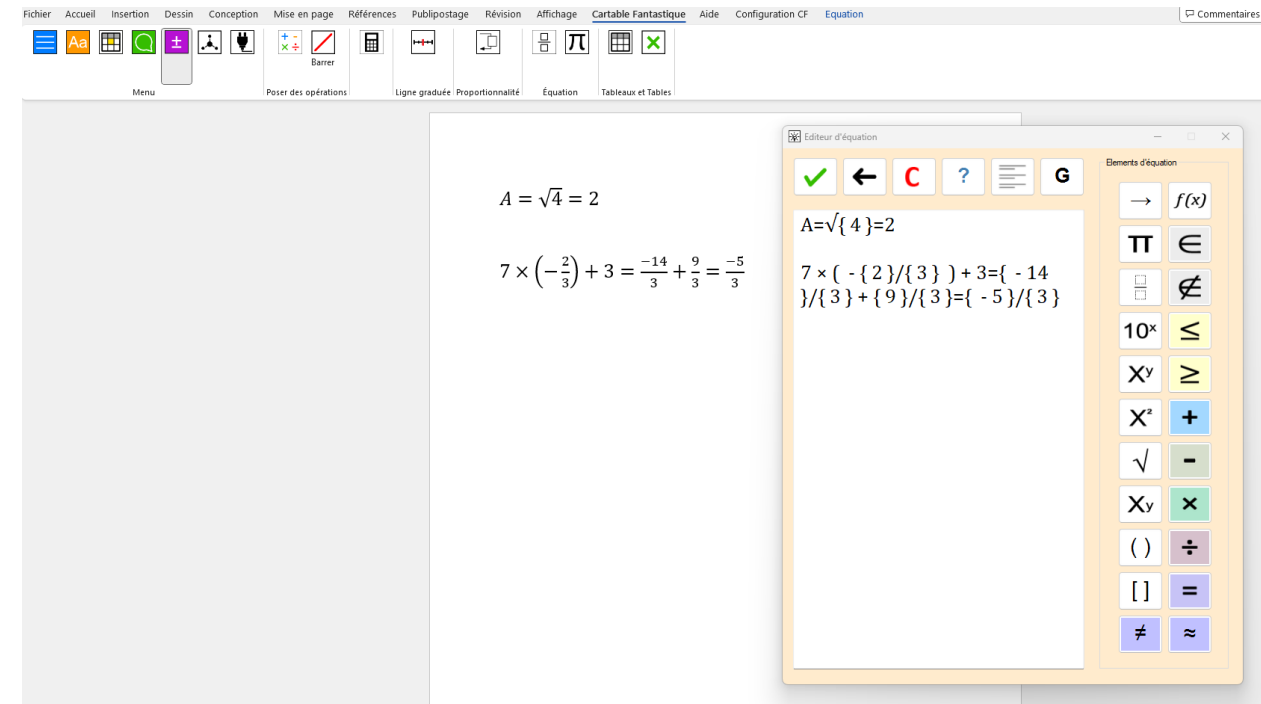 Fichier Accueil Insertion Dessin Conception Mise en page Références Publipostage Révision Affichage Cartable Fantastique Aide Configuration CF Equation Commentaires
Aa ± + - × ÷ π
Barrer
Menu Poser des opérations Ligne graduée Proportionnalité Équation Tableaux et Tables
A = √4 = 2
7 × (−2/3) + 3 = −14/3 + 9/3 = −5/3
Editeur d'équation
C ? G
A=√{ 4 }=2
7 × ( - { 2 }/{ 3 } ) + 3={ - 14
}/{ 3 } + { 9 }/{ 3 }={ - 5 }/{ 3 }
Elements d'équation
→ f(x)
π ∈
∉
10ˣ ≤
Xʸ ≥
X² +
√ -
Xy ×
( ) ÷
[ ] =
≠ ≈